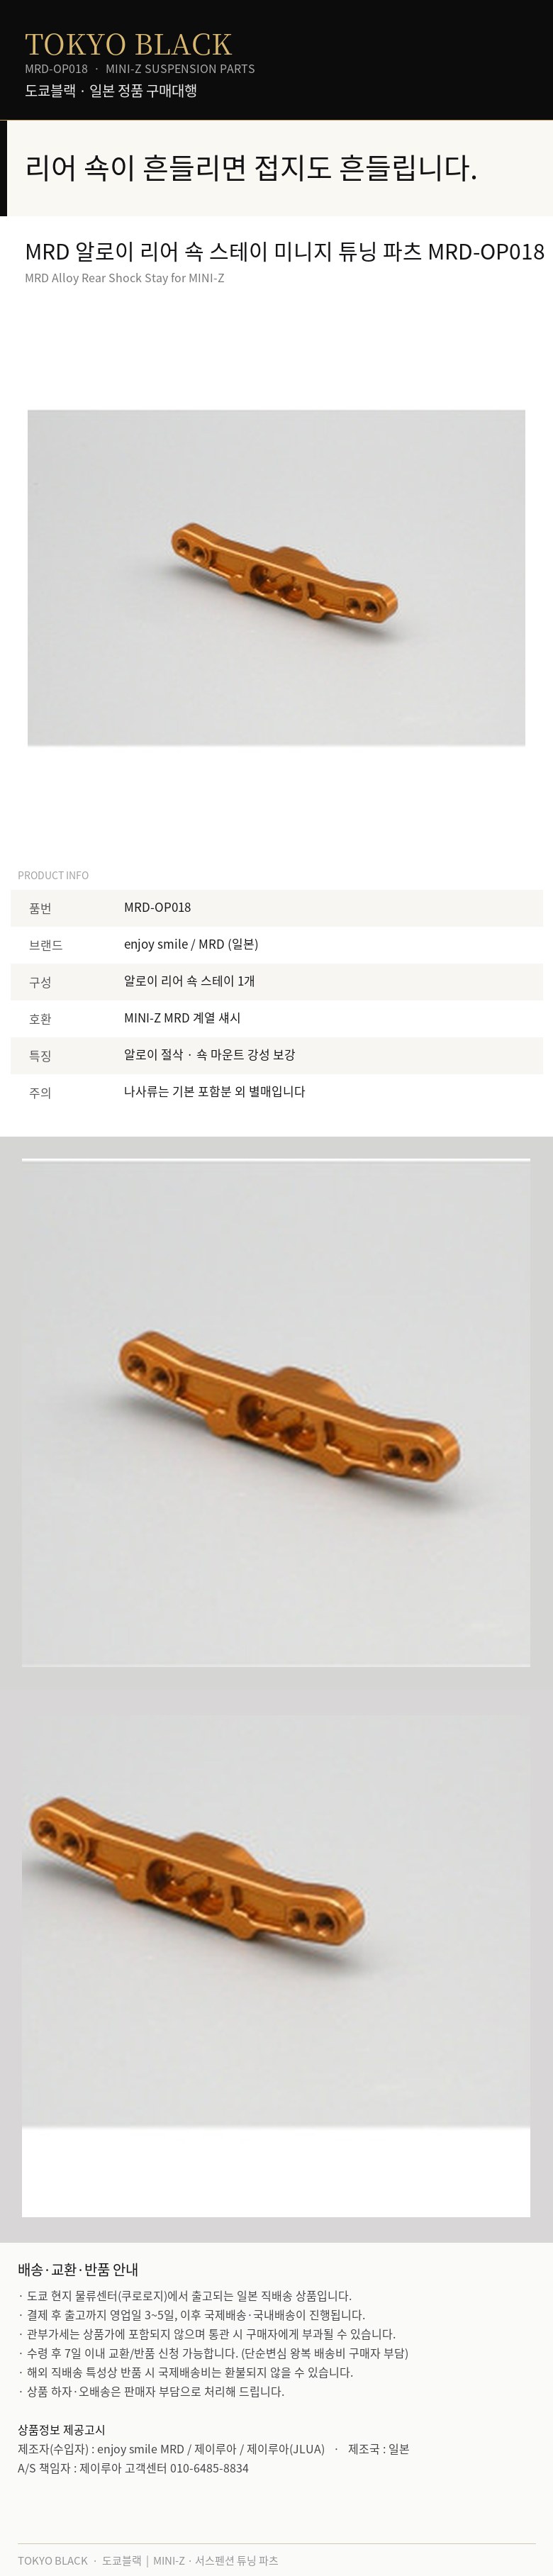 TOKYO BLACK
MRD-OP018 · MINI-Z SUSPENSION PARTS
도쿄블랙 · 일본 정품 구매대행
리어 쇽이 흔들리면 접지도 흔들립니다.
MRD 알로이 리어 쇽 스테이 미니지 튜닝 파츠 MRD-OP018
MRD Alloy Rear Shock Stay for MINI-Z
PRODUCT INFO
품번 MRD-OP018
브랜드 enjoy smile / MRD (일본)
구성 알로이 리어 쇽 스테이 1개
호환 MINI-Z MRD 계열 섀시
특징 알로이 절삭 · 쇽 마운트 강성 보강
주의 나사류는 기본 포함분 외 별매입니다
배송·교환·반품 안내
· 도쿄 현지 물류센터(쿠로로지)에서 출고되는 일본 직배송 상품입니다.
· 결제 후 출고까지 영업일 3~5일, 이후 국제배송·국내배송이 진행됩니다.
· 관부가세는 상품가에 포함되지 않으며 통관 시 구매자에게 부과될 수 있습니다.
· 수령 후 7일 이내 교환/반품 신청 가능합니다. (단순변심 왕복 배송비 구매자 부담)
· 해외 직배송 특성상 반품 시 국제배송비는 환불되지 않을 수 있습니다.
· 상품 하자·오배송은 판매자 부담으로 처리해 드립니다.
상품정보 제공고시
제조자(수입자) : enjoy smile MRD / 제이루아 / 제이루아(JLUA) · 제조국 : 일본
A/S 책임자 : 제이루아 고객센터 010-6485-8834
TOKYO BLACK · 도쿄블랙 | MINI-Z · 서스펜션 튜닝 파츠